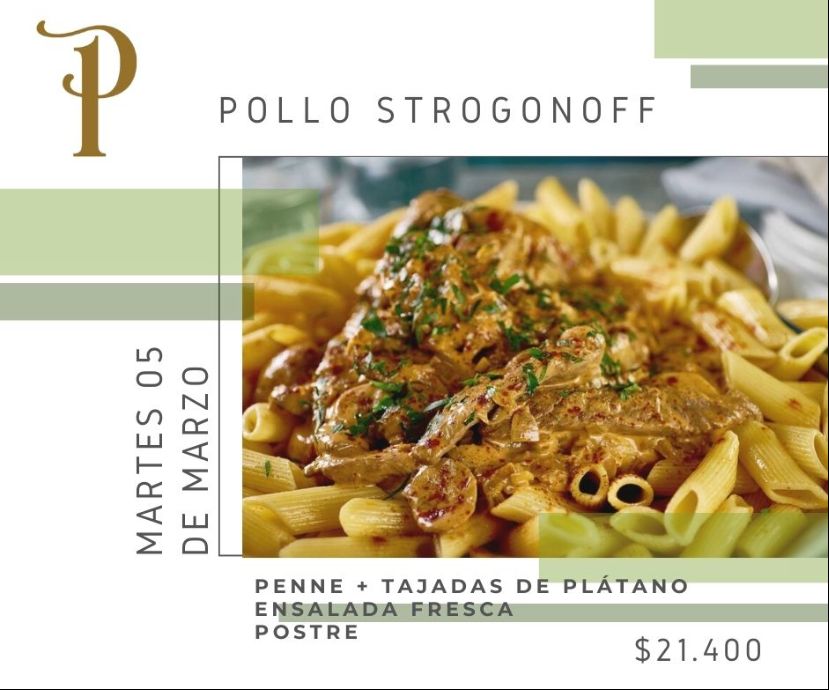 P
POLLO STROGONOFF
MARTES 05
DE MARZO
PENNE + TAJADAS DE PLÁTANO
ENSALADA FRESCA
POSTRE
$21.400